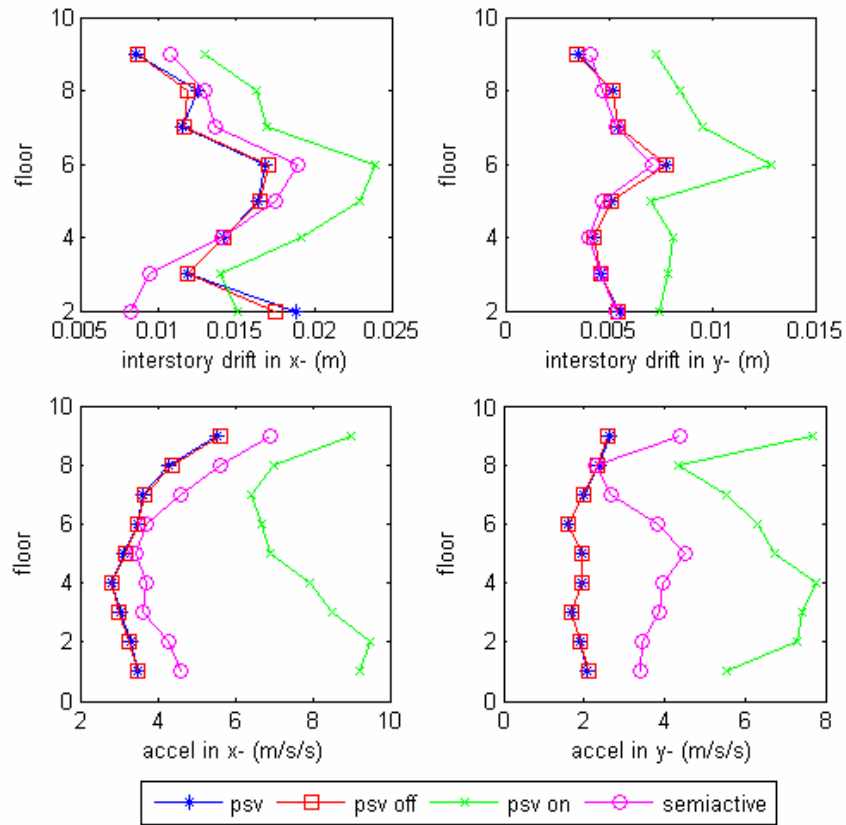 10
8
6
4
2
floor
0.005 0.01 0.015 0.02 0.025
interstory drift in x- (m)
10
8
6
4
2
floor
0 0.005 0.01 0.015
interstory drift in y- (m)
10
8
6
4
2
0
floor
2 4 6 8 10
accel in x- (m/s/s)
10
8
6
4
2
0
floor
0 2 4 6 8
accel in y- (m/s/s)
psv psv off psv on semiactive